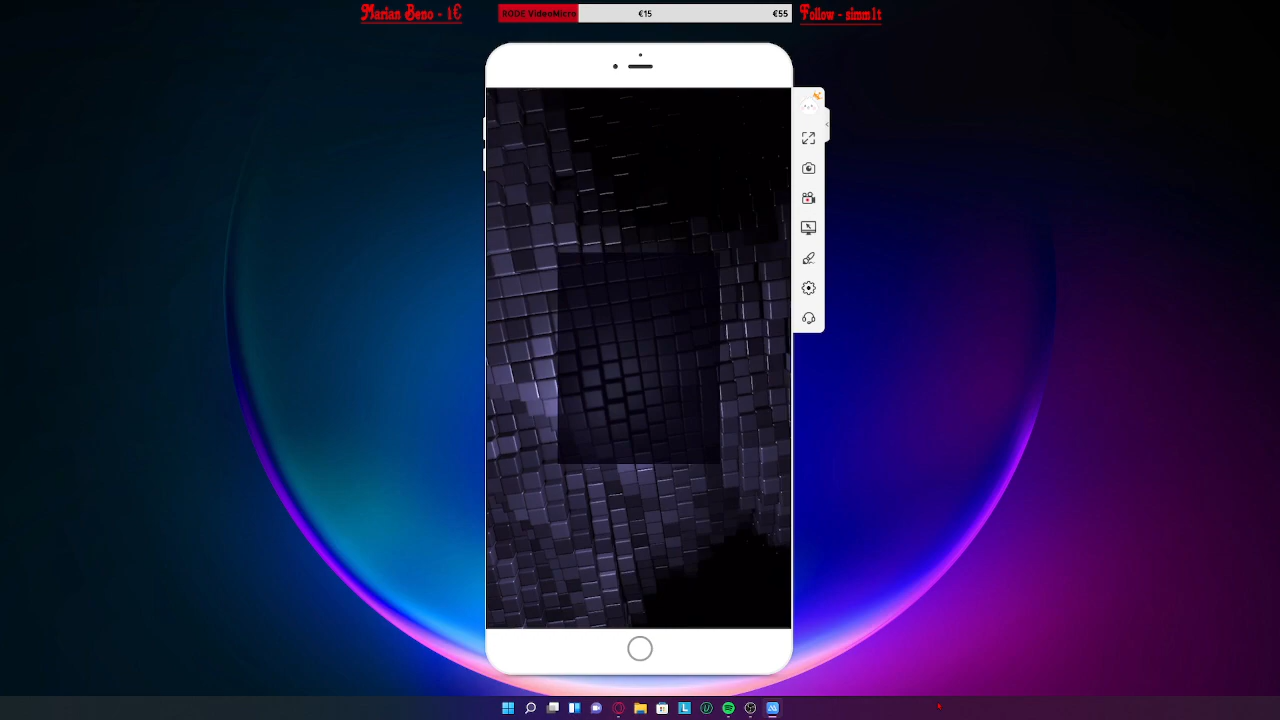 Marian Beno - 1€
RODE VideoMicro €15 €55
Follow - simm1t